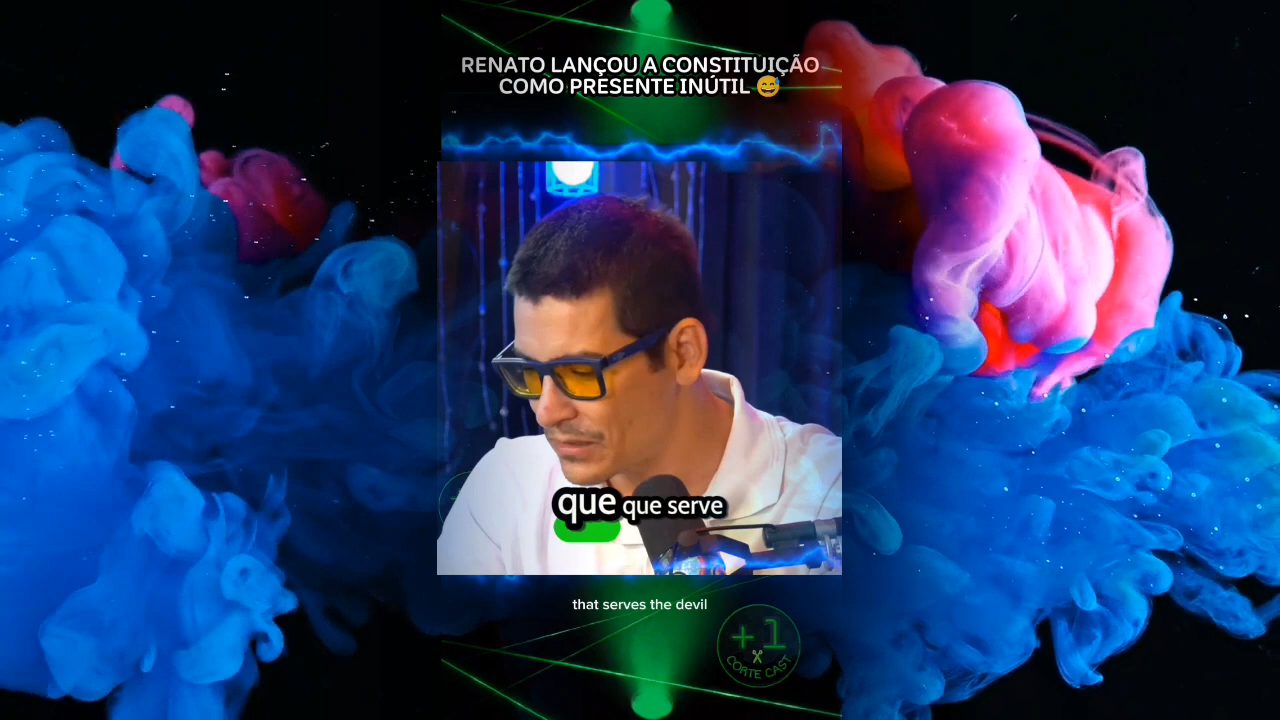 RENATO LANÇOU A CONSTITUIÇÃO
COMO PRESENTE INÚTIL 😅
que que serve
that serves the devil
+1
CORTE CAST